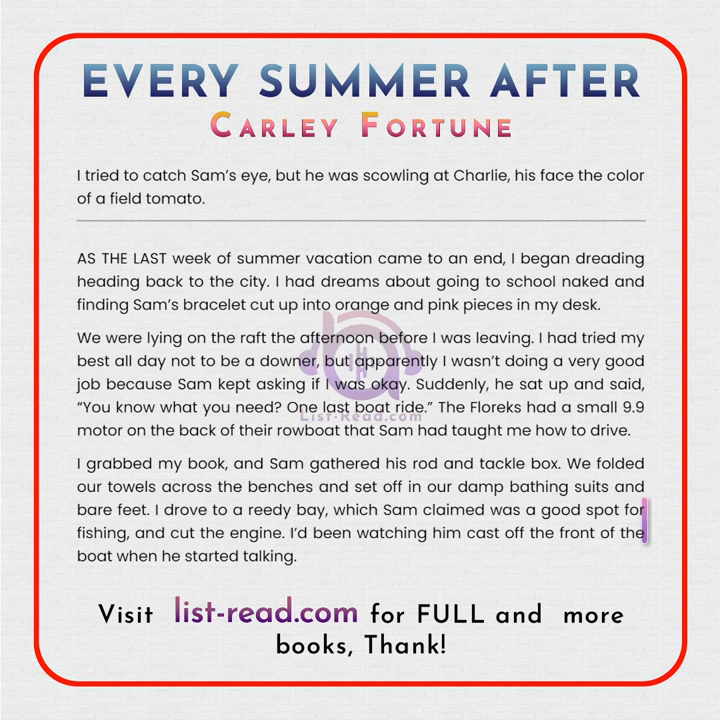 EVERY SUMMER AFTER
CARLEY FORTUNE
I tried to catch Sam’s eye, but he was scowling at Charlie, his face the color
of a field tomato.
AS THE LAST week of summer vacation came to an end, I began dreading
heading back to the city. I had dreams about going to school naked and
finding Sam’s bracelet cut up into orange and pink pieces in my desk.
We were lying on the raft the afternoon before I was leaving. I had tried my
best all day not to be a downer, but apparently I wasn’t doing a very good
job because Sam kept asking if I was okay. Suddenly, he sat up and said,
“You know what you need? One last boat ride.” The Floreks had a small 9.9
List-Read.com
motor on the back of their rowboat that Sam had taught me how to drive.
I grabbed my book, and Sam gathered his rod and tackle box. We folded
our towels across the benches and set off in our damp bathing suits and
bare feet. I drove to a reedy bay, which Sam claimed was a good spot for
fishing, and cut the engine. I’d been watching him cast off the front of the
boat when he started talking.
Visit list-read.com for FULL and more
books, Thank!